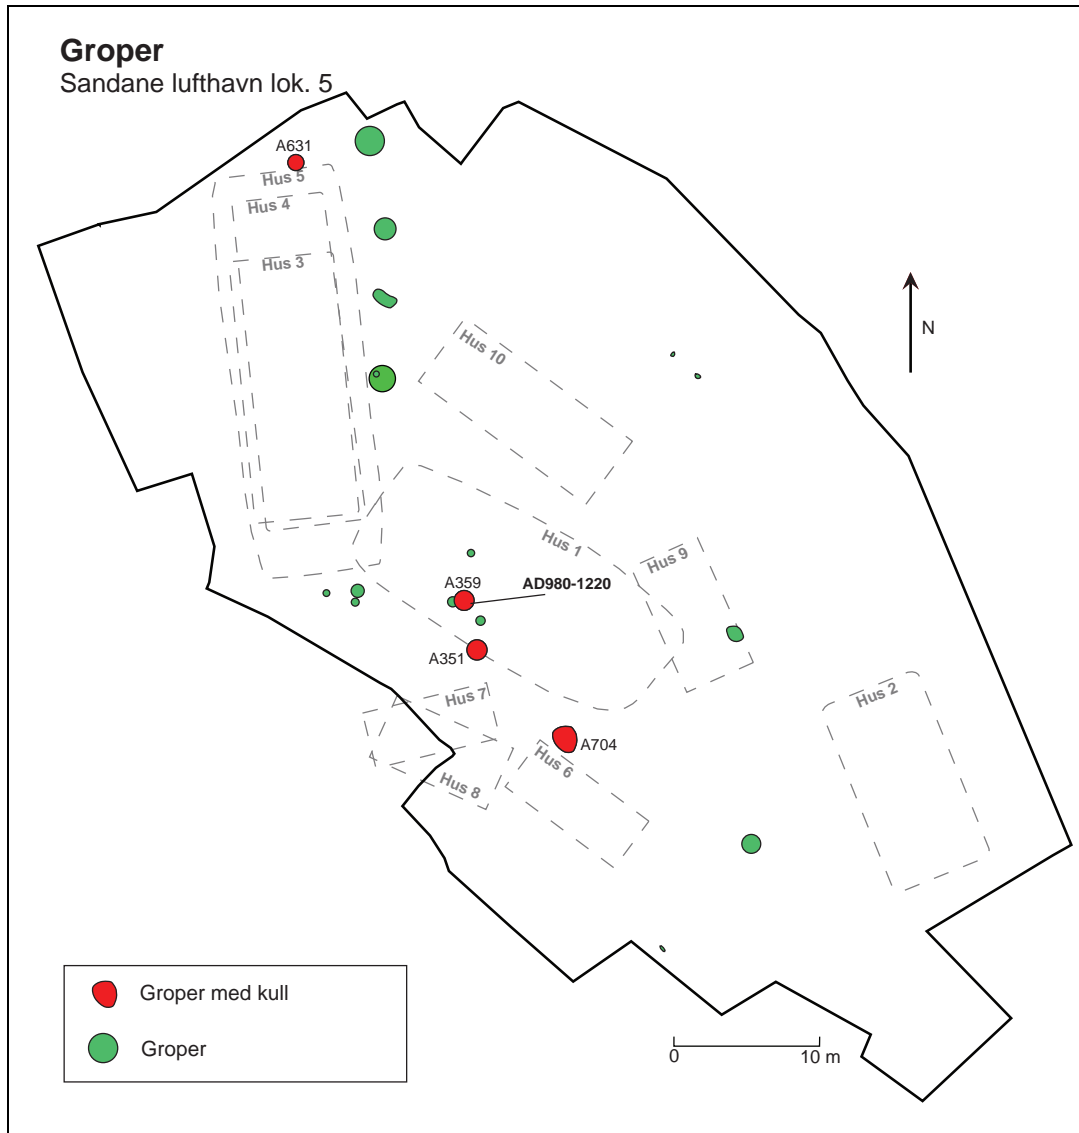 Groper
Sandane lufthavn lok. 5
A631
Hus 5
Hus 4
Hus 3
Hus 10
N
Hus 1
Hus 9
A359
AD980-1220
A351
Hus 7
Hus 2
A704
Hus 6
Hus 8
Groper med kull
Groper
0 10 m